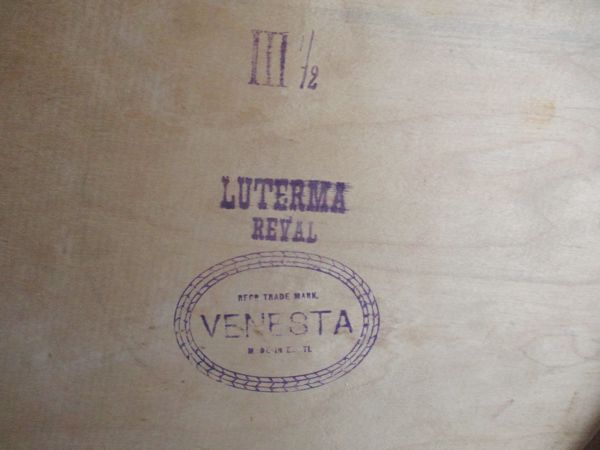 III 1/2
LUTERMA
REVAL
REGD TRADE MARK.
VENESTA